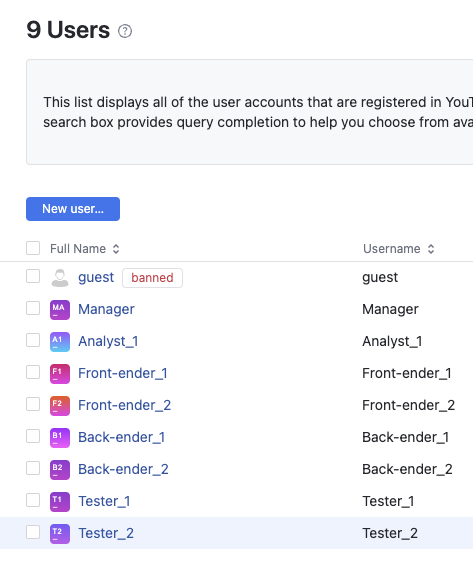 9 Users ?
This list displays all of the user accounts that are registered in You
search box provides query completion to help you choose from ava
New user...
Full Name Username
guest banned guest
MA Manager Manager
A1 Analyst_1 Analyst_1
F1 Front-ender_1 Front-ender_1
F2 Front-ender_2 Front-ender_2
B1 Back-ender_1 Back-ender_1
B2 Back-ender_2 Back-ender_2
T1 Tester_1 Tester_1
T2 Tester_2 Tester_2